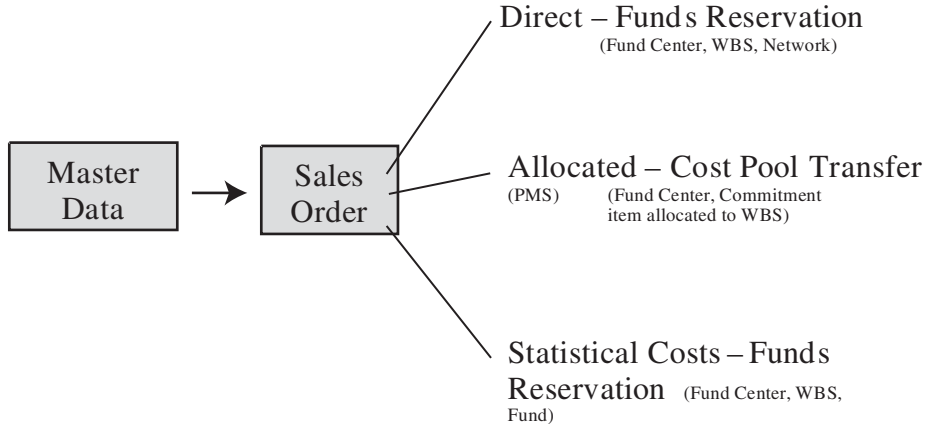 Direct – Funds Reservation
(Fund Center, WBS, Network)
Master
Data
Sales
Order
Allocated – Cost Pool Transfer
(PMS) (Fund Center, Commitment
item allocated to WBS)
Statistical Costs – Funds
Reservation (Fund Center, WBS,
Fund)